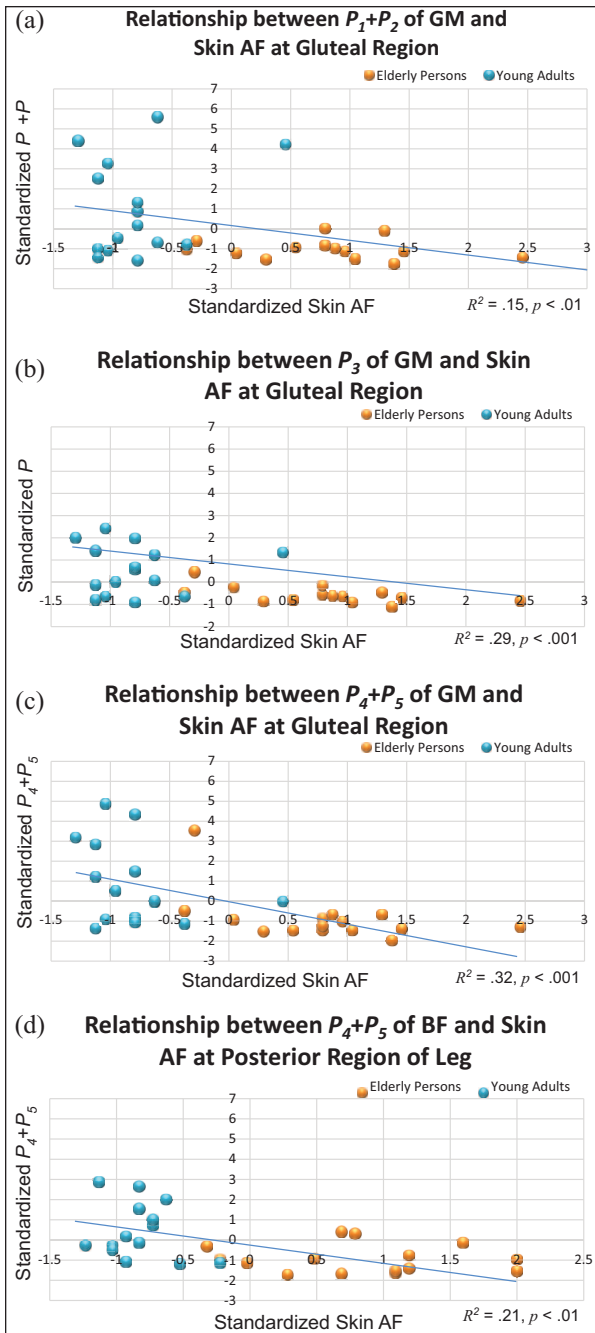 (a)
Relationship between P₁+P₂ of GM and
Skin AF at Gluteal Region
Elderly Persons Young Adults
7
6
5
4
3
2
1
0
-1.5 -1 -0.5 0 0.5 1 1.5 2 2.5 3
-1
-2
-3
Standardized P +P
Standardized Skin AF
R² = .15, p < .01
(b)
Relationship between P₃ of GM and Skin
AF at Gluteal Region
Elderly Persons Young Adults
7
6
5
4
3
2
1
0
-1.5 -1 -0.5 0 0.5 1 1.5 2 2.5 3
-1
-2
Standardized P
Standardized Skin AF
R² = .29, p < .001
(c)
Relationship between P₄+P₅ of GM and
Skin AF at Gluteal Region
Elderly Persons Young Adults
7
6
5
4
3
2
1
0
-1.5 -1 -0.5 0 0.5 1 1.5 2 2.5 3
-1
-2
-3
Standardized P₄+P₅
Standardized Skin AF
R² = .32, p < .001
(d)
Relationship between P₄+P₅ of BF and Skin
AF at Posterior Region of Leg
Elderly Persons Young Adults
7
6
5
4
3
2
1
0
-1.5 -1 -0.5 0 0.5 1 1.5 2 2.5
-1
-2
-3
Standardized P₄+P₅
Standardized Skin AF
R² = .21, p < .01